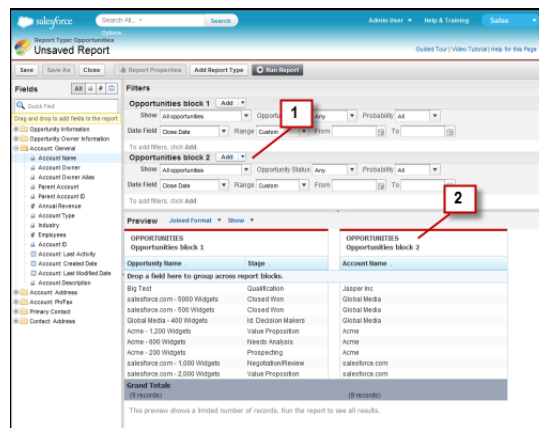 salesforce Search All... Search Admin User Help & Training Sales
Options...
Report Type: Opportunities
Unsaved Report
Guided Tour | Video Tutorial | Help for this Page
Save Save As Close Report Properties Add Report Type Run Report
Fields All # Filters
Quick Find
Drag and drop to add fields to the report.
Opportunity Information
Opportunity Owner Information
Account: General
Account Name
Account Owner
Account Owner Alias
Parent Account
Parent Account ID
# Annual Revenue
Account Type
Industry
# Employees
Account ID
Account: Last Activity
Account: Created Date
Account: Last Modified Date
Account Description
Account: Address
Account: Ph/Fax
Primary Contact
Contact: Address
Opportunities block 1 Add
Show All opportunities Opportu Any Probability All
Date Field Close Date Range Custom From To
To add filters, click Add.
1
Opportunities block 2 Add
Show All opportunities Opportunity Status Any Probability All
Date Field Close Date Range Custom From To
To add filters, click Add.
2
Preview Joined Format Show
OPPORTUNITIES OPPORTUNITIES
Opportunities block 1 Opportunities block 2
Opportunity Name Stage Account Name
Drop a field here to group across report blocks.
Big Test Qualification Jasper Inc
salesforce.com - 5000 Widgets Closed Won Global Media
salesforce.com - 500 Widgets Closed Won Global Media
Global Media - 400 Widgets Id. Decision Makers Global Media
Acme - 1,200 Widgets Value Proposition Acme
Acme - 600 Widgets Needs Analysis Acme
Acme - 200 Widgets Prospecting Acme
salesforce.com - 1,000 Widgets Negotiation/Review salesforce.com
salesforce.com - 2,000 Widgets Value Proposition salesforce.com
Grand Totals
(9 records) (9 records)
This preview shows a limited number of records. Run the report to see all results.